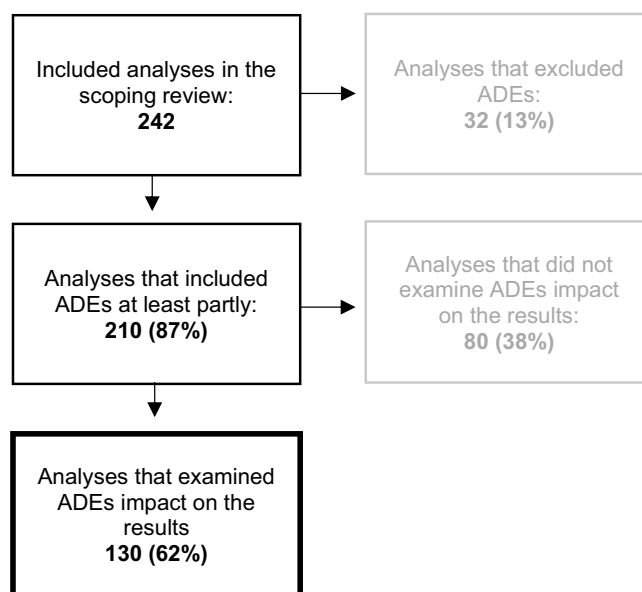 Included analyses in the
scoping review:
242
Analyses that excluded
ADEs:
32 (13%)
Analyses that included
ADEs at least partly:
210 (87%)
Analyses that did not
examine ADEs impact
on the results:
80 (38%)
Analyses that examined
ADEs impact on the
results
130 (62%)